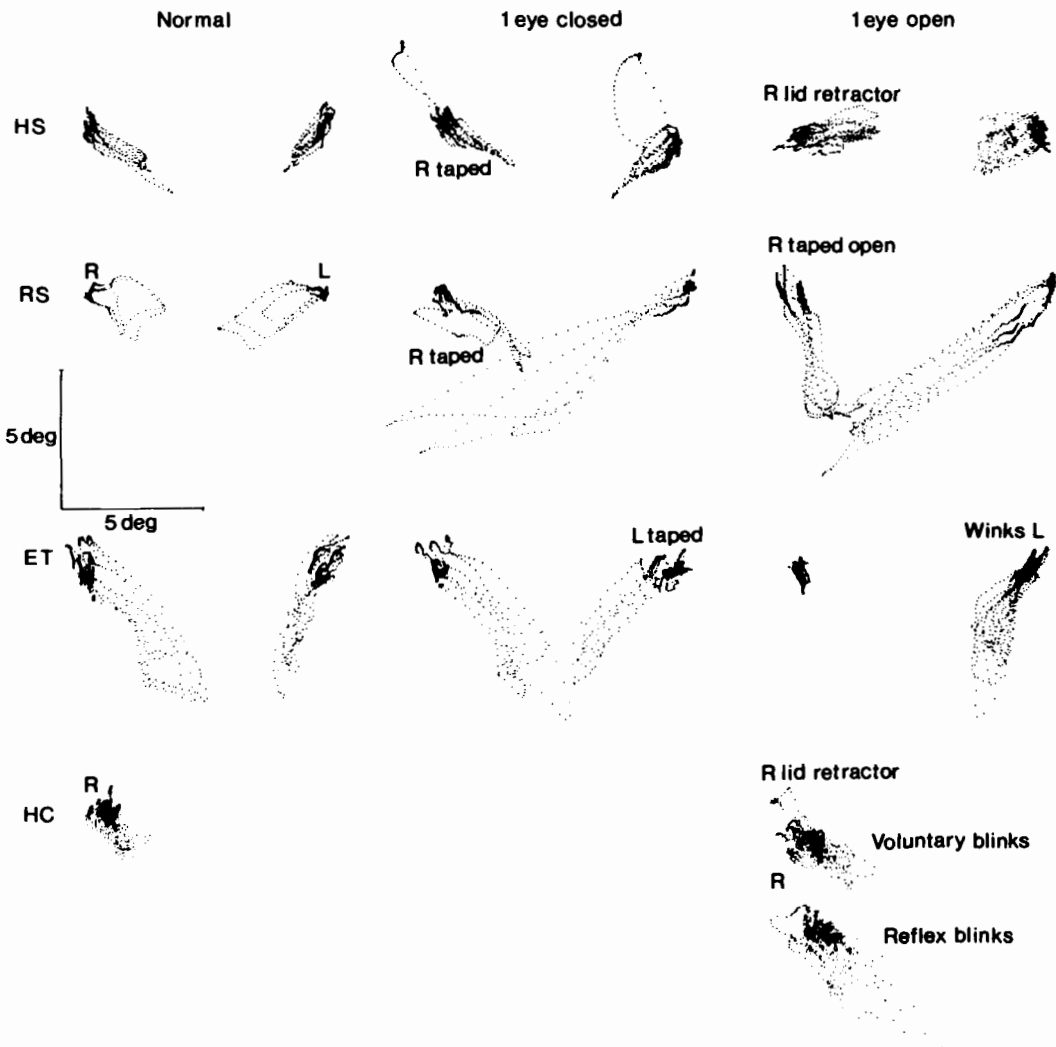 Normal 1 eye closed 1 eye open
HS R taped R lid retractor
RS R L R taped R taped open
5 deg
5 deg
ET L taped Winks L
HC R R lid retractor
Voluntary blinks
R
Reflex blinks